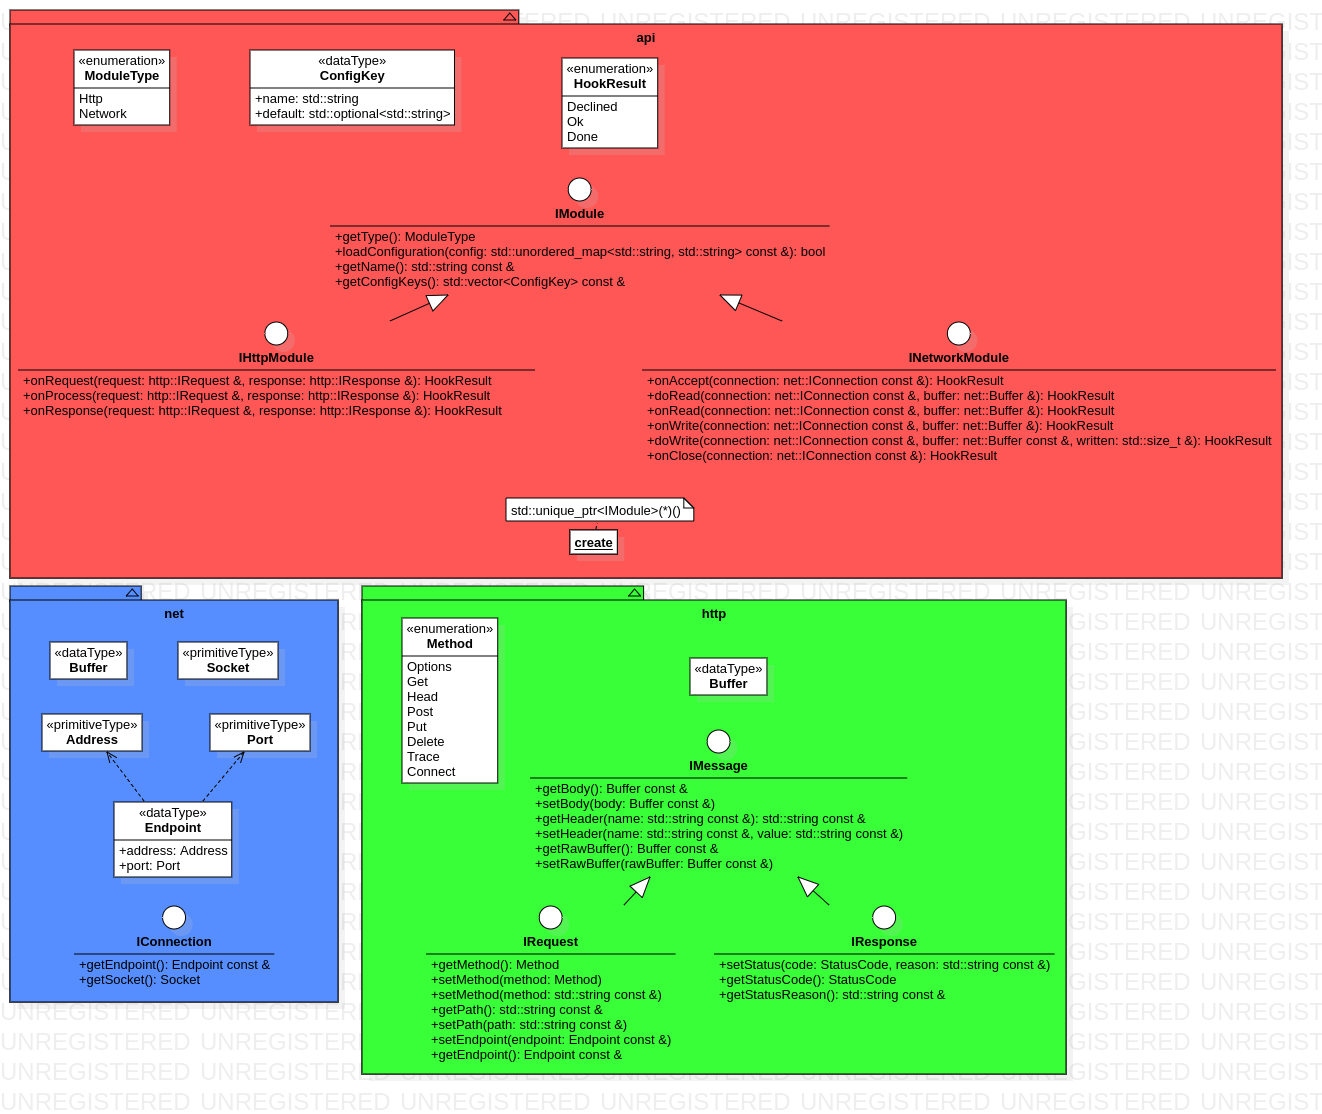 api
«enumeration»
ModuleType
Http
Network
«dataType»
ConfigKey
+name: std::string
+default: std::optional<std::string>
«enumeration»
HookResult
Declined
Ok
Done
IModule
+getType(): ModuleType
+loadConfiguration(config: std::unordered_map<std::string, std::string> const &): bool
+getName(): std::string const &
+getConfigKeys(): std::vector<ConfigKey> const &
IHttpModule
+onRequest(request: http::IRequest &, response: http::IResponse &): HookResult
+onProcess(request: http::IRequest &, response: http::IResponse &): HookResult
+onResponse(request: http::IRequest &, response: http::IResponse &): HookResult
INetworkModule
+onAccept(connection: net::IConnection const &): HookResult
+doRead(connection: net::IConnection const &, buffer: net::Buffer &): HookResult
+onRead(connection: net::IConnection const &, buffer: net::Buffer &): HookResult
+onWrite(connection: net::IConnection const &, buffer: net::Buffer &): HookResult
+doWrite(connection: net::IConnection const &, buffer: net::Buffer const &, written: std::size_t &): HookResult
+onClose(connection: net::IConnection const &): HookResult
std::unique_ptr<IModule>(*)()
create
net
«dataType»
Buffer
«primitiveType»
Socket
«primitiveType»
Address
«primitiveType»
Port
«dataType»
Endpoint
+address: Address
+port: Port
IConnection
+getEndpoint(): Endpoint const &
+getSocket(): Socket
http
«enumeration»
Method
Options
Get
Head
Post
Put
Delete
Trace
Connect
«dataType»
Buffer
IMessage
+getBody(): Buffer const &
+setBody(body: Buffer const &)
+getHeader(name: std::string const &): std::string const &
+setHeader(name: std::string const &, value: std::string const &)
+getRawBuffer(): Buffer const &
+setRawBuffer(rawBuffer: Buffer const &)
IRequest
+getMethod(): Method
+setMethod(method: Method)
+setMethod(method: std::string const &)
+getPath(): std::string const &
+setPath(path: std::string const &)
+setEndpoint(endpoint: Endpoint const &)
+getEndpoint(): Endpoint const &
IResponse
+setStatus(code: StatusCode, reason: std::string const &)
+getStatusCode(): StatusCode
+getStatusReason(): std::string const &
UNREGISTERED UNREGISTERED UNREGISTERED UNREGISTERED UNREGISTERED UNREGISTERED